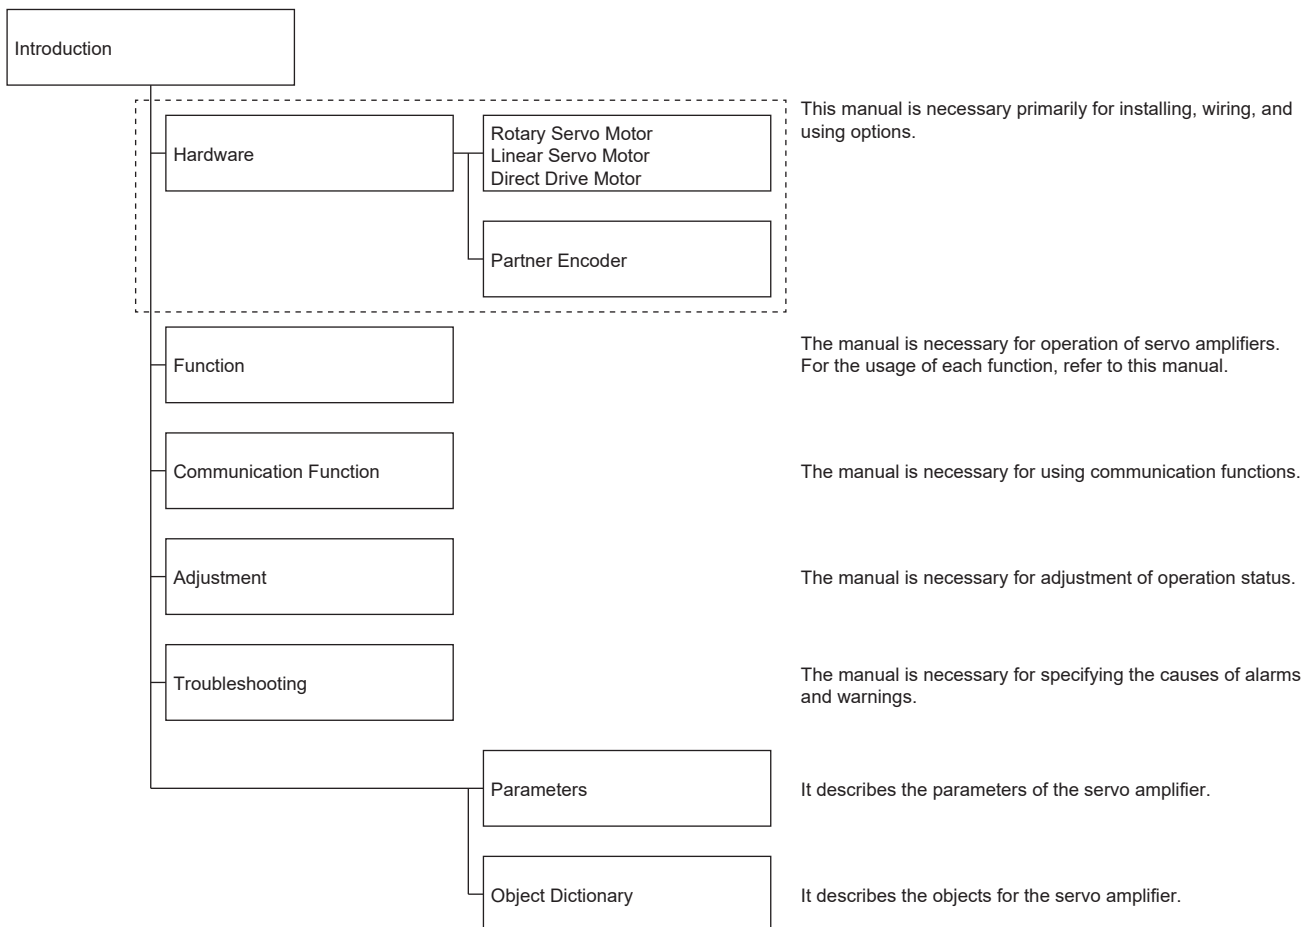 Introduction
This manual is necessary primarily for installing, wiring, and
using options.
Hardware
Rotary Servo Motor
Linear Servo Motor
Direct Drive Motor
Partner Encoder
Function
The manual is necessary for operation of servo amplifiers.
For the usage of each function, refer to this manual.
Communication Function
The manual is necessary for using communication functions.
Adjustment
The manual is necessary for adjustment of operation status.
Troubleshooting
The manual is necessary for specifying the causes of alarms
and warnings.
Parameters
It describes the parameters of the servo amplifier.
Object Dictionary
It describes the objects for the servo amplifier.